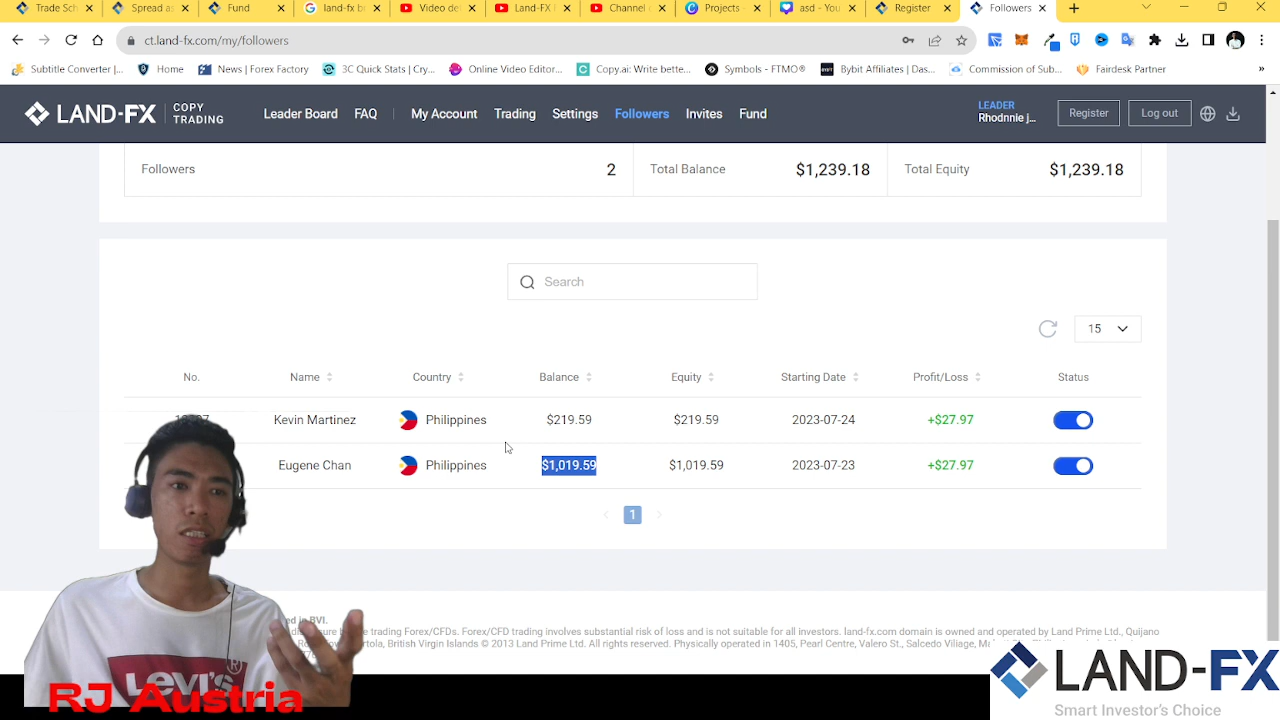 Trade Sc
Spread as
Fund
land-fx be
Video de
Land-FX
Channel
Projects -
asd - You
Register
Followers
ct.land-fx.com/my/followers
Subtitle Converter |...
Home
News | Forex Factory
3C Quick Stats | Cry...
Online Video Editor...
Copy.ai: Write bette...
Symbols - FTMO®
Bybit Affiliates | Das...
Commission of Sub...
Fairdesk Partner
»
LAND-FX
COPY
TRADING
Leader Board
FAQ
My Account
Trading
Settings
Followers
Invites
Fund
LEADER
Rhodnnie j...
Register
Log out
Followers
2
Total Balance
$1,239.18
Total Equity
$1,239.18
Search
15
No.
Name
Country
Balance
Equity
Starting Date
Profit/Loss
Status
Kevin Martinez
Philippines
$219.59
$219.59
2023-07-24
+$27.97
Eugene Chan
Philippines
$1,019.59
$1,019.59
2023-07-23
+$27.97
1
d in BVI.
trading Forex/CFDs. Forex/CFD trading involves substantial risk of loss and is not suitable for all investors. land-fx.com domain is owned and operated by Land Prime Ltd., Quijano
ortola, British Virgin Islands © 2013 Land Prime Ltd. All rights reserved. Physically operated in 1405, Pearl Centre, Valero St., Salcedo Village,
LEVI'S
®
RJ Austria
LAND-FX
Smart Investor's Choice